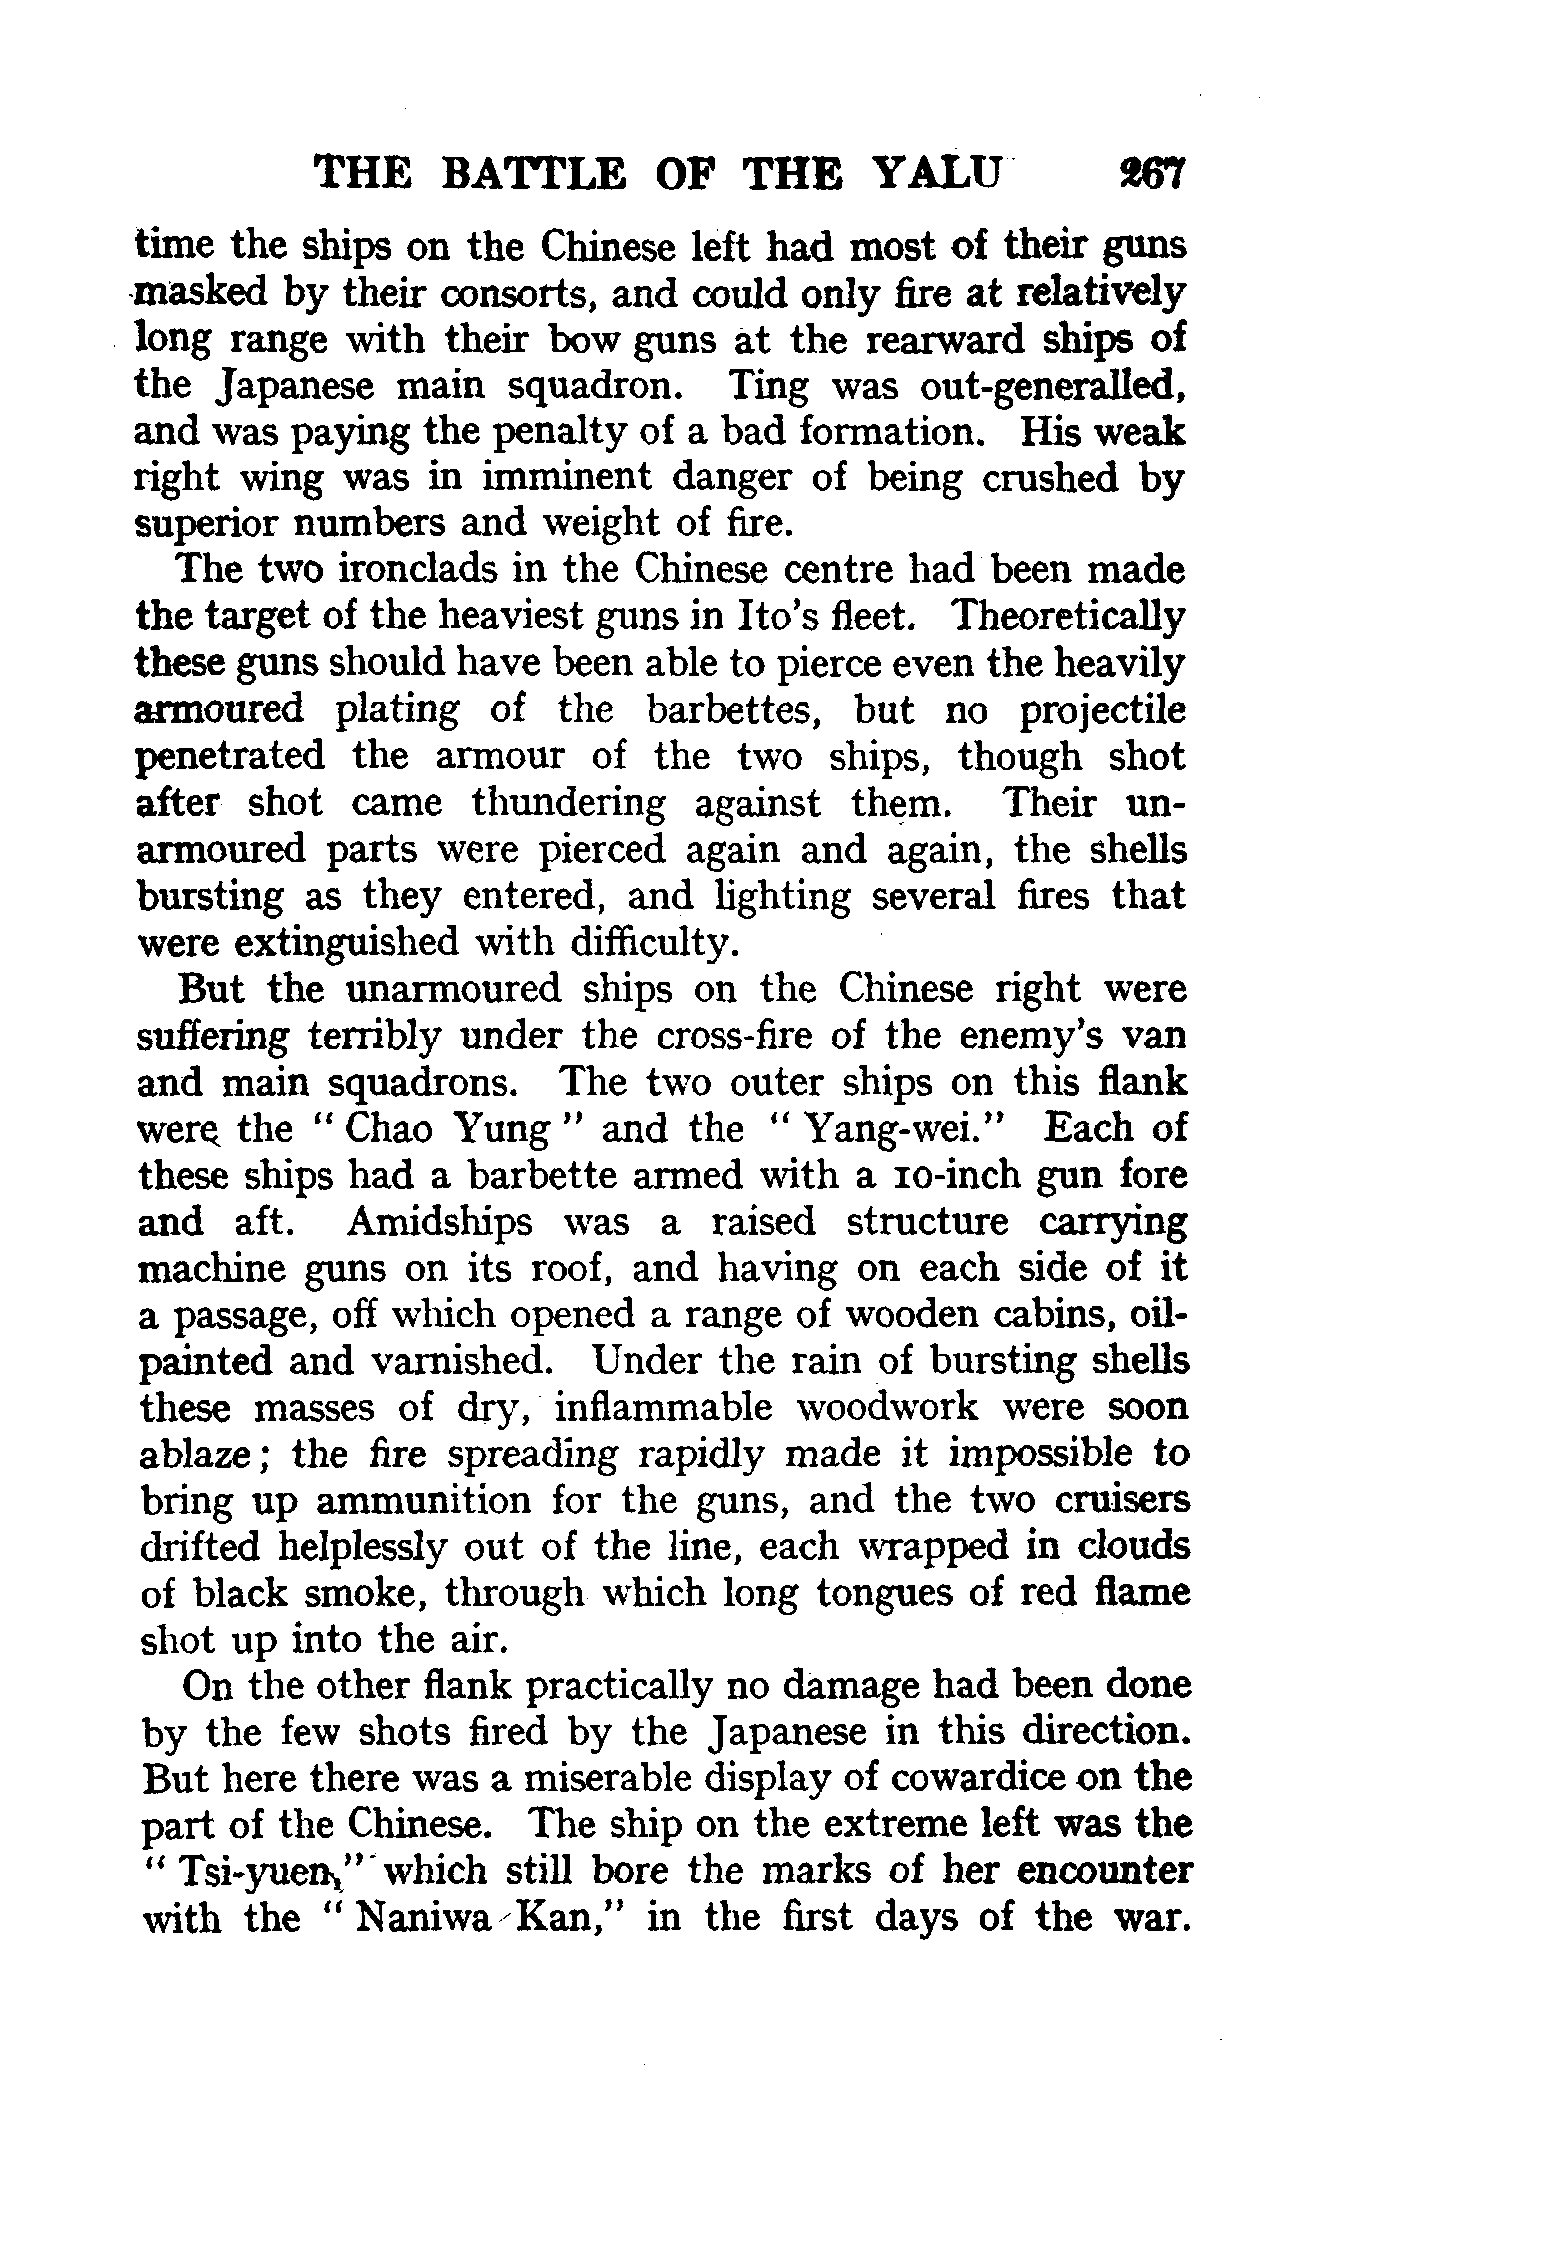 THE BATTLE OF THE YALU 267
time the ships on the Chinese left had most of their guns
masked by their consorts, and could only fire at relatively
long range with their bow guns at the rearward ships of
the Japanese main squadron. Ting was out-generalled,
and was paying the penalty of a bad formation. His weak
right wing was in imminent danger of being crushed by
superior numbers and weight of fire.
The two ironclads in the Chinese centre had been made
the target of the heaviest guns in Ito's fleet. Theoretically
these guns should have been able to pierce even the heavily
armoured plating of the barbettes, but no projectile
penetrated the armour of the two ships, though shot
after shot came thundering against them. Their un-
armoured parts were pierced again and again, the shells
bursting as they entered, and lighting several fires that
were extinguished with difficulty.
But the unarmoured ships on the Chinese right were
suffering terribly under the cross-fire of the enemy's van
and main squadrons. The two outer ships on this flank
were the "Chao Yung" and the "Yang-wei." Each of
these ships had a barbette armed with a 10-inch gun fore
and aft. Amidships was a raised structure carrying
machine guns on its roof, and having on each side of it
a passage, off which opened a range of wooden cabins, oil-
painted and varnished. Under the rain of bursting shells
these masses of dry, inflammable woodwork were soon
ablaze; the fire spreading rapidly made it impossible to
bring up ammunition for the guns, and the two cruisers
drifted helplessly out of the line, each wrapped in clouds
of black smoke, through which long tongues of red flame
shot up into the air.
On the other flank practically no damage had been done
by the few shots fired by the Japanese in this direction.
But here there was a miserable display of cowardice on the
part of the Chinese. The ship on the extreme left was the
"Tsi-yuen," which still bore the marks of her encounter
with the "Naniwa Kan," in the first days of the war.